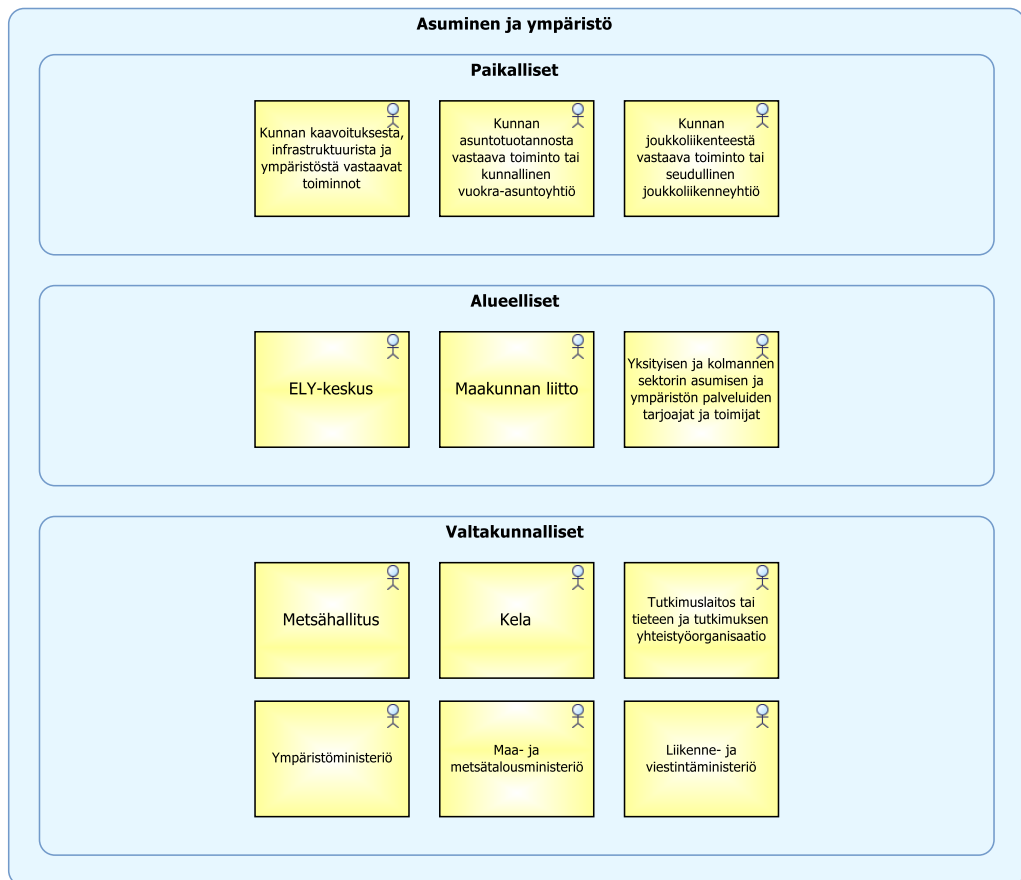 Asuminen ja ympäristö
Paikalliset
Kunnan kaavoituksesta,
infrastruktuurista ja
ympäristöstä vastaavat
toiminnot
Kunnan
asuntotuotannosta
vastaava toiminto tai
kunnallinen
vuokra-asuntoyhtiö
Kunnan
joukkoliikenteestä
vastaava toiminto tai
seudullinen
joukkoliikenneyhtiö
Alueelliset
ELY-keskus
Maakunnan liitto
Yksityisen ja kolmannen
sektorin asumisen ja
ympäristön palveluiden
tarjoajat ja toimijat
Valtakunnalliset
Metsähallitus
Kela
Tutkimuslaitos tai
tieteen ja tutkimuksen
yhteistyöorganisaatio
Ympäristöministeriö
Maa- ja
metsätalousministeriö
Liikenne- ja
viestintäministeriö